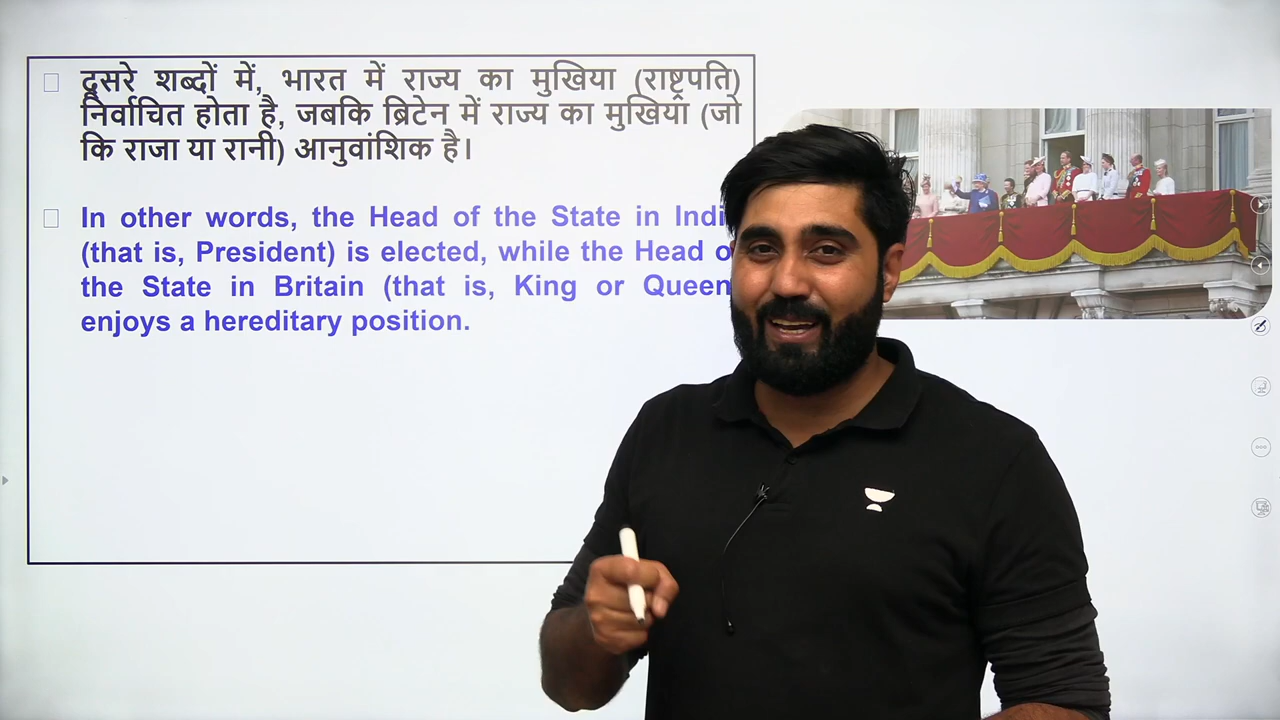 दूसरे शब्दों में, भारत में राज्य का मुखिया (राष्ट्रपति)
निर्वाचित होता है, जबकि ब्रिटेन में राज्य का मुखिया (जो
कि राजा या रानी) आनुवांशिक है।
In other words, the Head of the State in
(that is, President) is elected, while the Head
the State in Britain (that is, King or Queen
enjoys a hereditary position.